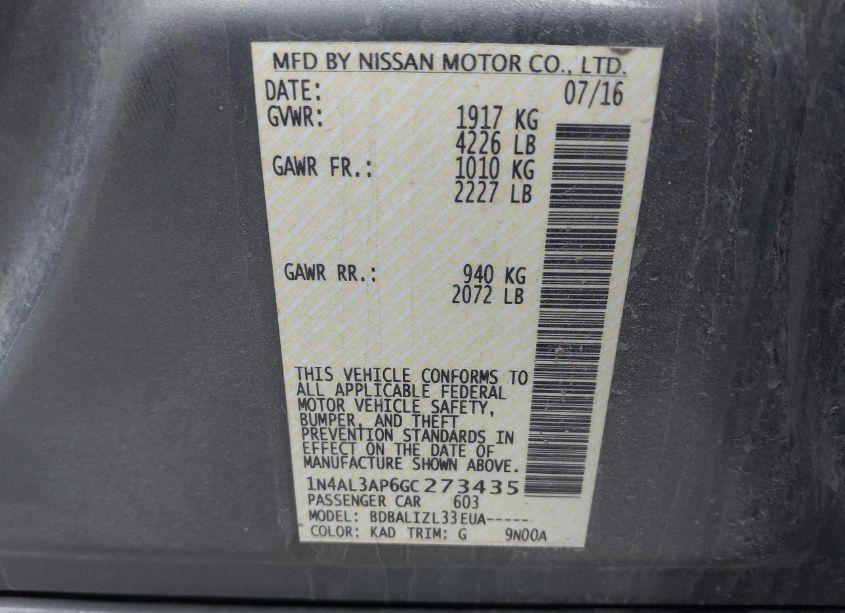 MFD BY NISSAN MOTOR CO., LTD.
DATE: 07/16
GVWR: 1917 KG
4226 LB
GAWR FR.: 1010 KG
2227 LB
GAWR RR.: 940 KG
2072 LB
THIS VEHICLE CONFORMS TO
ALL APPLICABLE FEDERAL
MOTOR VEHICLE SAFETY,
BUMPER, AND THEFT
PREVENTION STANDARDS IN
EFFECT ON THE DATE OF
MANUFACTURE SHOWN ABOVE.
1N4AL3AP6GC273435
PASSENGER CAR 603
MODEL: BDBALIZL33EUA-----
COLOR: KAD TRIM: G 9N00A